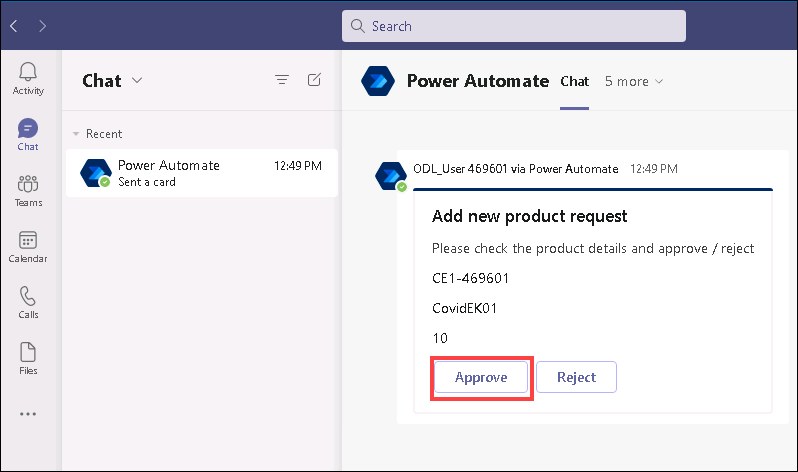 Search
Activity
Chat
Teams
Calendar
Calls
Files
Chat
Recent
Power Automate 12:49 PM
Sent a card
Power Automate Chat 5 more
ODL_User 469601 via Power Automate 12:49 PM
Add new product request
Please check the product details and approve / reject
CE1-469601
CovidEK01
10
Approve Reject